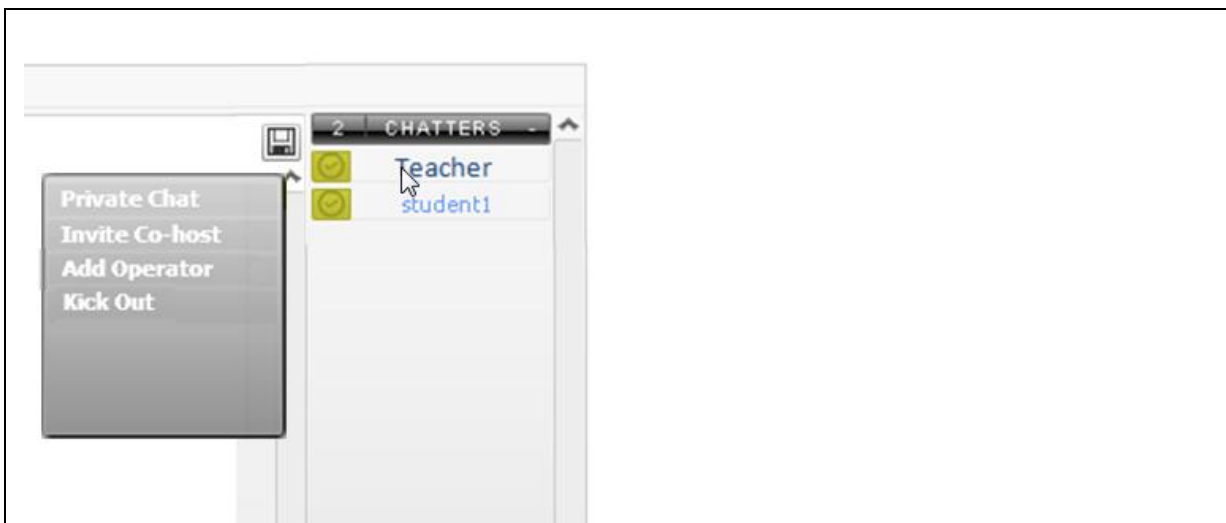 2 CHATTERS -
Teacher
student1
Private Chat
Invite Co-host
Add Operator
Kick Out